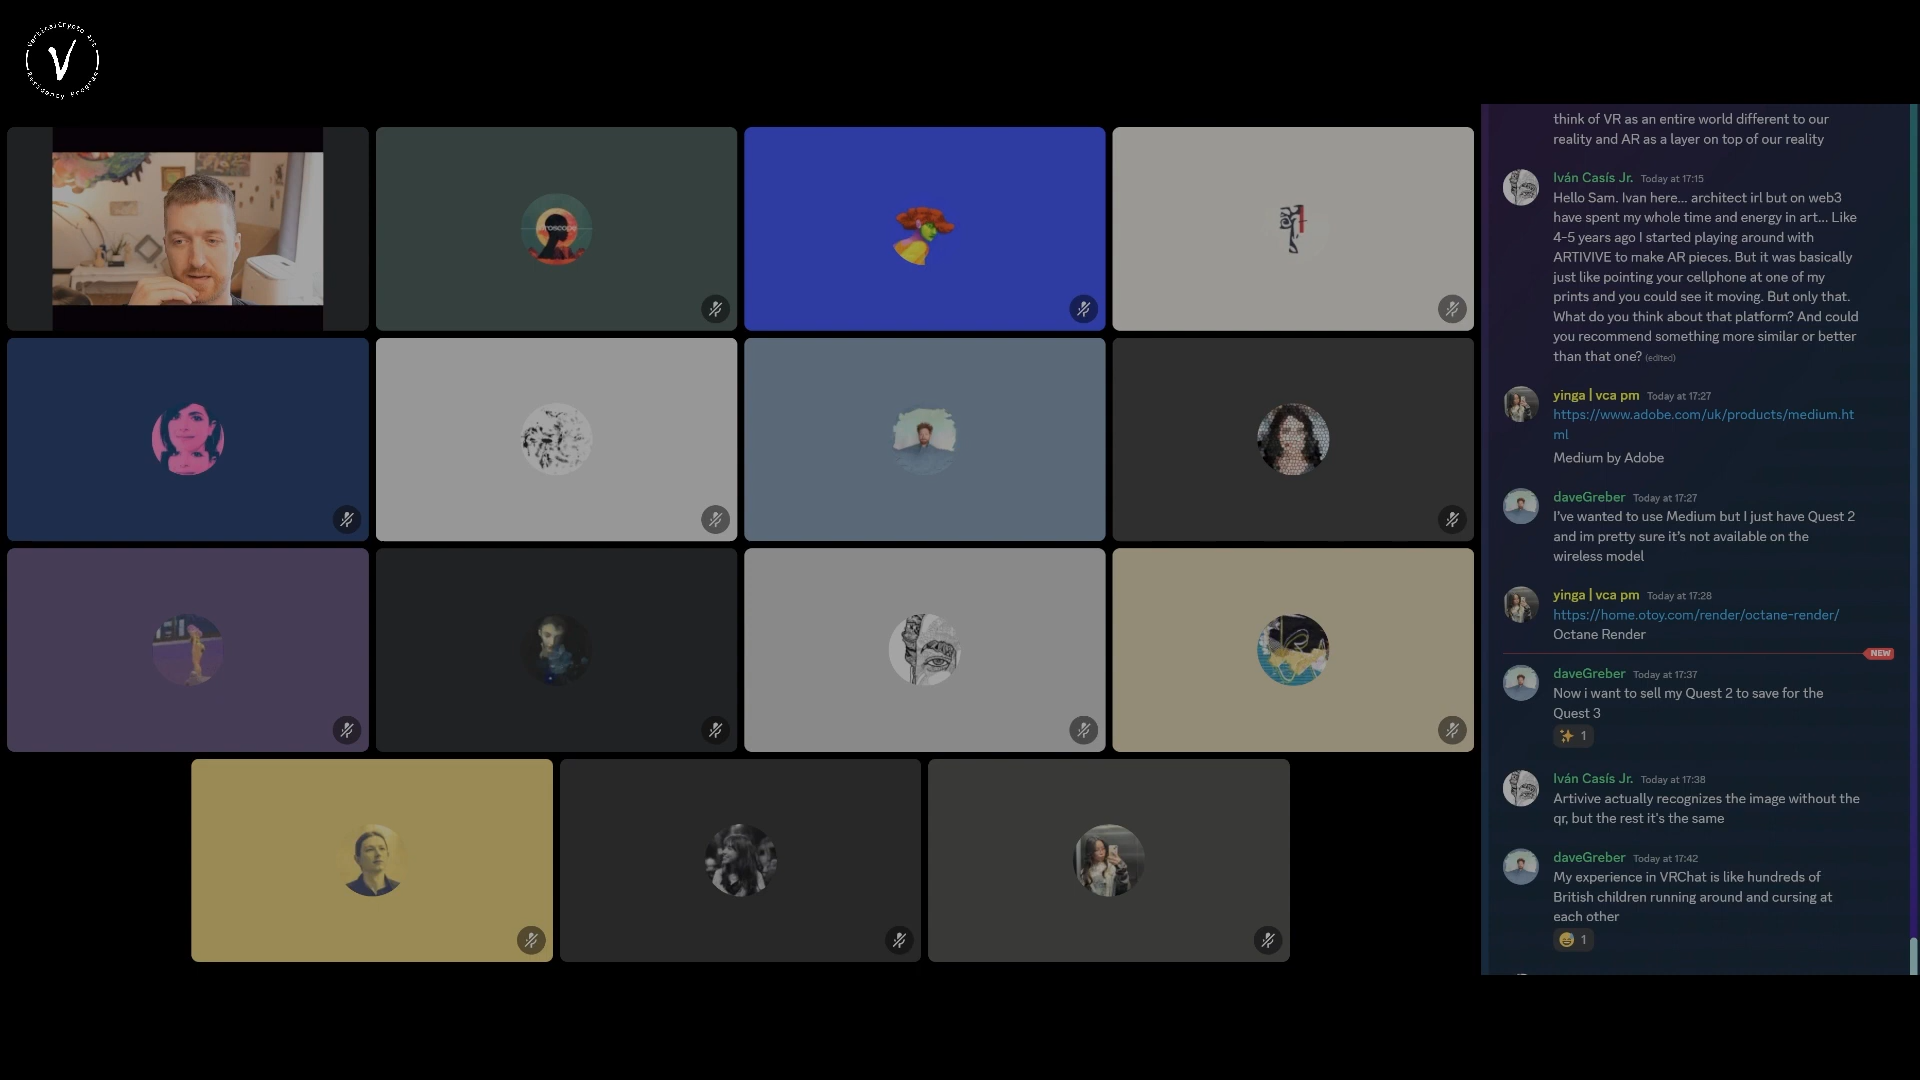 Vertical Crypto Art
V
Residency Program
roscope
think of VR as an entire world different to our
reality and AR as a layer on top of our reality
Iván Casís Jr. Today at 17:15
Hello Sam. Ivan here... architect irl but on web3
have spent my whole time and energy in art... Like
4-5 years ago I started playing around with
ARTIVIVE to make AR pieces. But it was basically
just like pointing your cellphone at one of my
prints and you could see it moving. But only that.
What do you think about that platform? And could
you recommend something more similar or better
than that one? (edited)
yinga | vca pm Today at 17:27
https://www.adobe.com/uk/products/medium.ht
ml
Medium by Adobe
daveGreber Today at 17:27
I've wanted to use Medium but I just have Quest 2
and im pretty sure it's not available on the
wireless model
yinga | vca pm Today at 17:28
https://home.otoy.com/render/octane-render/
Octane Render
NEW
daveGreber Today at 17:37
Now i want to sell my Quest 2 to save for the
Quest 3
1
Iván Casís Jr. Today at 17:38
Artivive actually recognizes the image without the
qr, but the rest it's the same
daveGreber Today at 17:42
My experience in VRChat is like hundreds of
British children running around and cursing at
each other
1